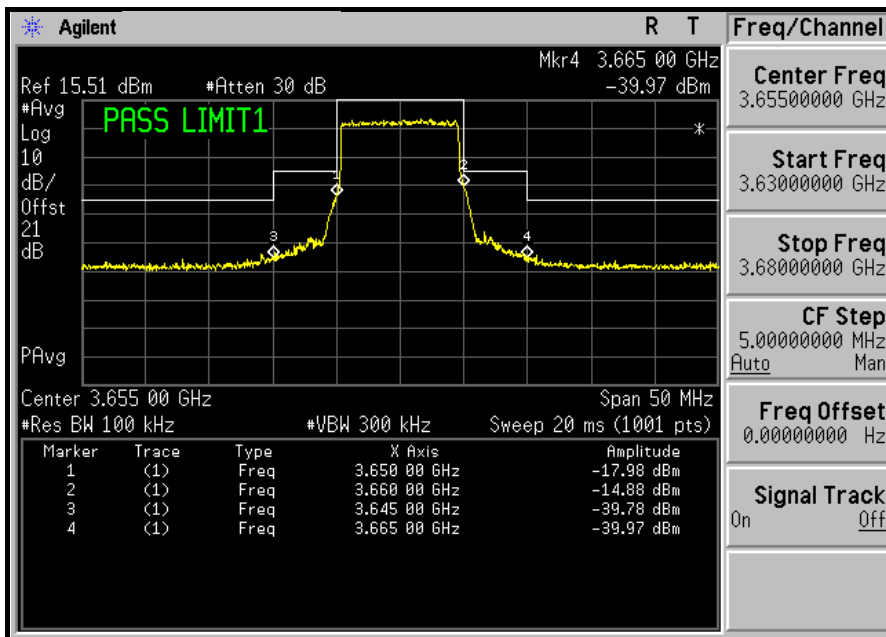 Agilent
R T
Freq/Channel
Mkr4 3.665 00 GHz
Ref 15.51 dBm #Atten 30 dB -39.97 dBm
#Avg
Log
10
dB/
Offst
21
dB
PAvg
PASS LIMIT1
*
1
2
3
4
Center 3.655 00 GHz Span 50 MHz
#Res BW 100 kHz #VBW 300 kHz Sweep 20 ms (1001 pts)
Marker Trace Type X Axis Amplitude
1 (1) Freq 3.650 00 GHz -17.98 dBm
2 (1) Freq 3.660 00 GHz -14.88 dBm
3 (1) Freq 3.645 00 GHz -39.78 dBm
4 (1) Freq 3.665 00 GHz -39.97 dBm
Center Freq
3.65500000 GHz
Start Freq
3.63000000 GHz
Stop Freq
3.68000000 GHz
CF Step
5.00000000 MHz
Auto Man
Freq Offset
0.00000000 Hz
Signal Track
On Off